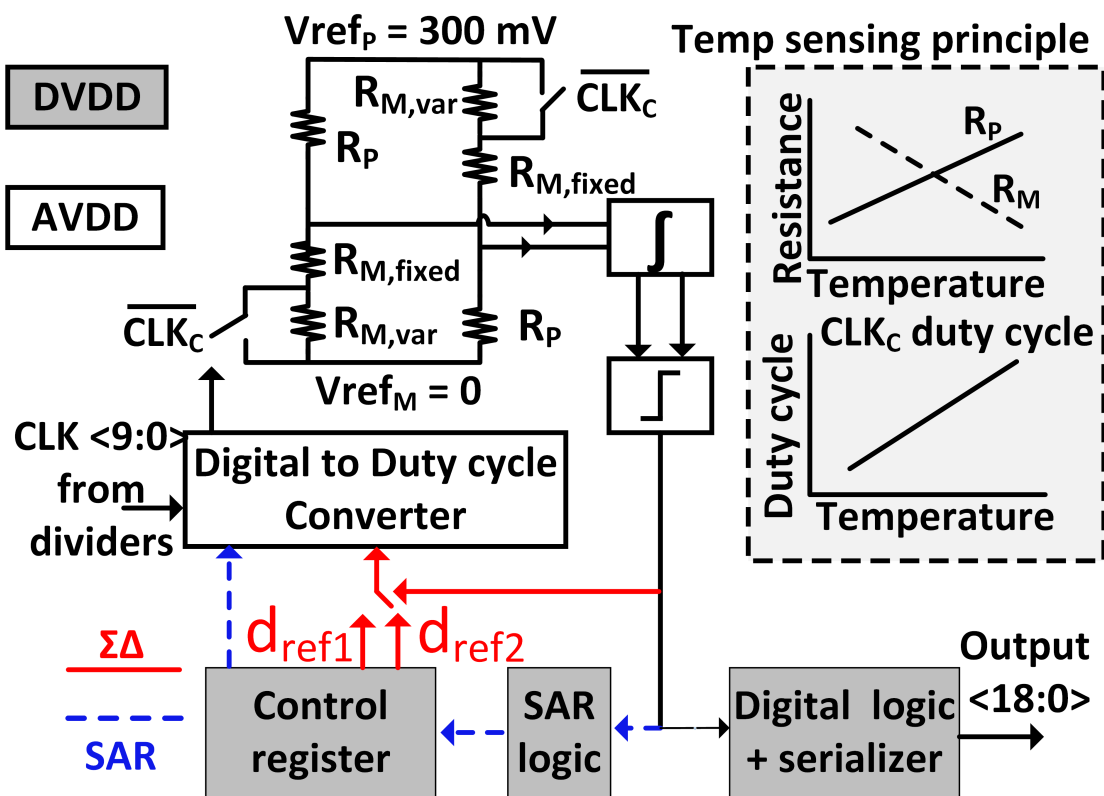 Vref_P = 300 mV
Temp sensing principle
DVDD
AVDD
R_M,var
CLK_C
R_P
R_M,fixed
R_M,fixed
R_M,var
R_P
CLK_C
Vref_M = 0
∫
Resistance
R_P
R_M
Temperature
CLK_C duty cycle
Duty cycle
Temperature
CLK <9:0>
from
dividers
Digital to Duty cycle
Converter
d_ref1
d_ref2
ΣΔ
SAR
Control
register
SAR
logic
Digital logic
+ serializer
Output
<18:0>